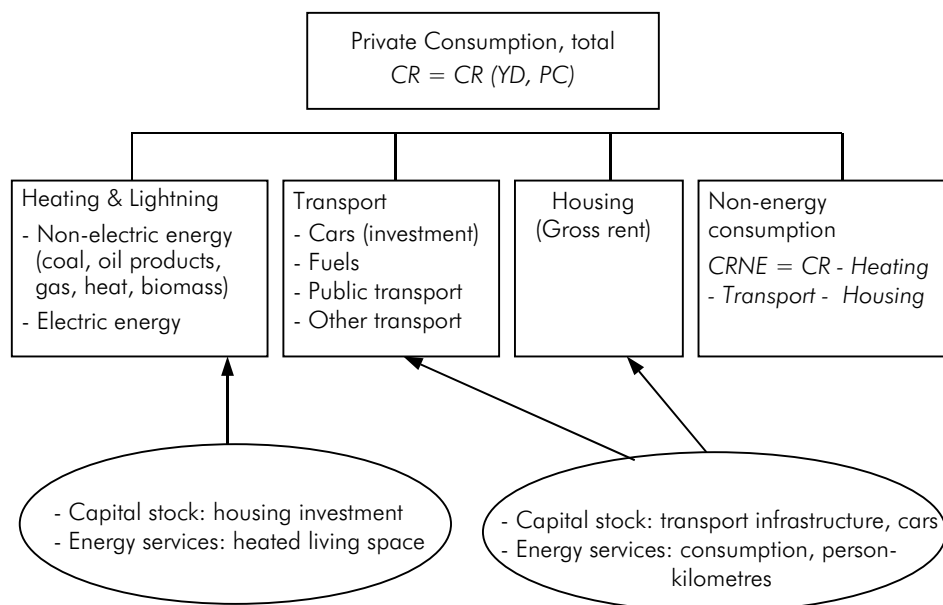 Private Consumption, total
CR = CR (YD, PC)
Heating & Lightning
- Non-electric energy
(coal, oil products,
gas, heat, biomass)
- Electric energy
Transport
- Cars (investment)
- Fuels
- Public transport
- Other transport
Housing
(Gross rent)
Non-energy
consumption
CRNE = CR - Heating
- Transport - Housing
- Capital stock: housing investment
- Energy services: heated living space
- Capital stock: transport infrastructure, cars
- Energy services: consumption, person-
kilometres